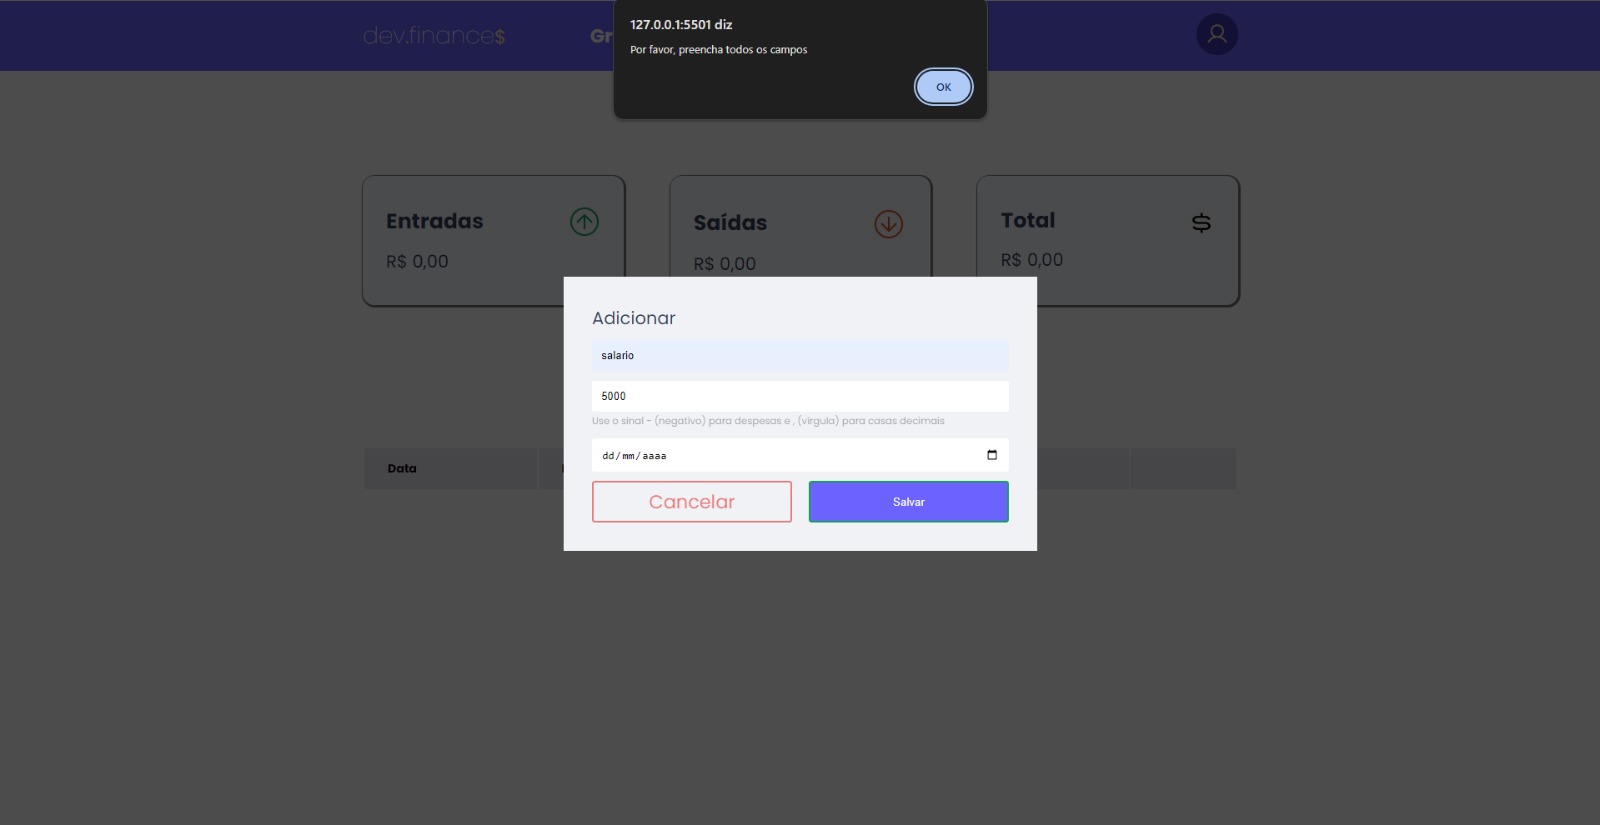 127.0.0.1:5501 diz
Por favor, preencha todos os campos
OK
dev.finance$
Gr
Entradas
R$ 0,00
Saídas
R$ 0,00
Total
R$ 0,00
Adicionar
salario
5000
Use o sinal - (negativo) para despesas e , (vírgula) para casas decimais
dd/mm/aaaa
Cancelar
Salvar
Data